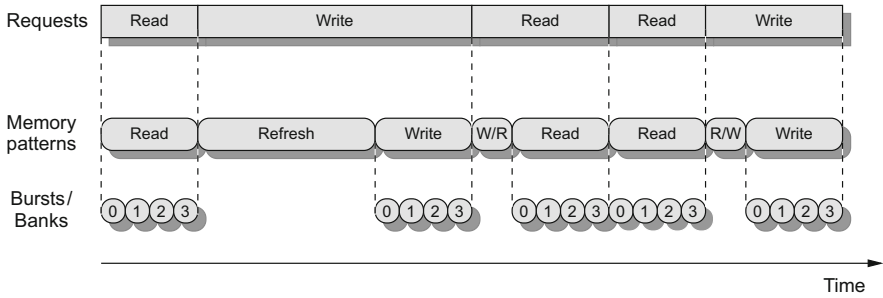 Requests Read Write Read Read Write
Memory patterns Read Refresh Write W/R Read Read R/W Write
Bursts/ Banks 0 1 2 3 0 1 2 3 0 1 2 3 0 1 2 3 0 1 2 3
Time